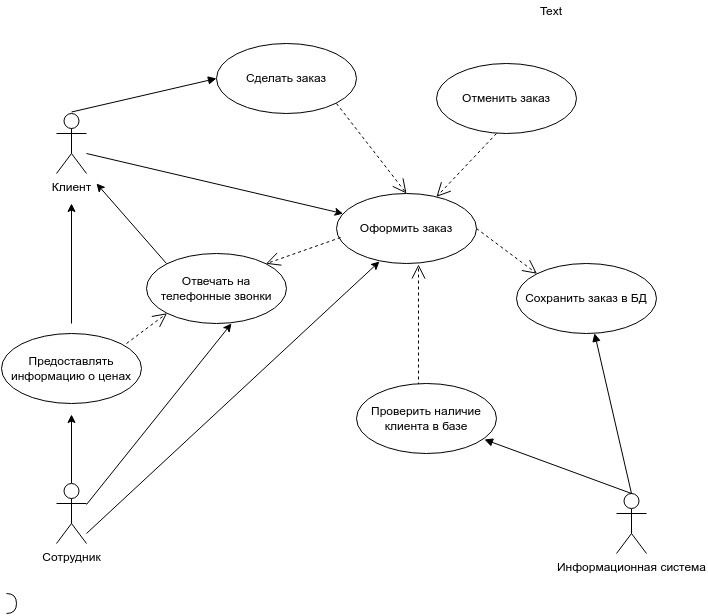 Text
Сделать заказ
Отменить заказ
Клиент
Оформить заказ
Отвечать на
телефонные звонки
Сохранить заказ в БД
Предоставлять
информацию о ценах
Проверить наличие
клиента в базе
Сотрудник
Информационная система